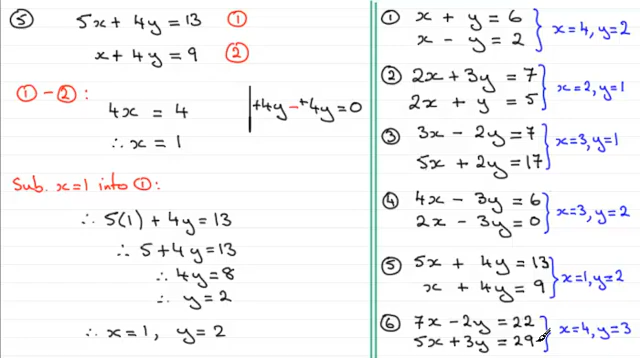 ⑤ 5x + 4y = 13 ①
x + 4y = 9 ②
① - ② :
4x = 4 +4y - +4y = 0
∴ x = 1
Sub. x=1 into ①:
∴ 5(1) + 4y = 13
∴ 5 + 4y = 13
∴ 4y = 8
∴ y = 2
∴ x = 1, y = 2
① x + y = 6
x - y = 2 } x=4, y=2
② 2x + 3y = 7
2x + y = 5 } x=2, y=1
③ 3x - 2y = 7
5x + 2y = 17 } x=3, y=1
④ 4x - 3y = 6
2x - 3y = 0 } x=3, y=2
⑤ 5x + 4y = 13
x + 4y = 9 } x=1, y=2
⑥ 7x - 2y = 22
5x + 3y = 29 } x=4, y=3